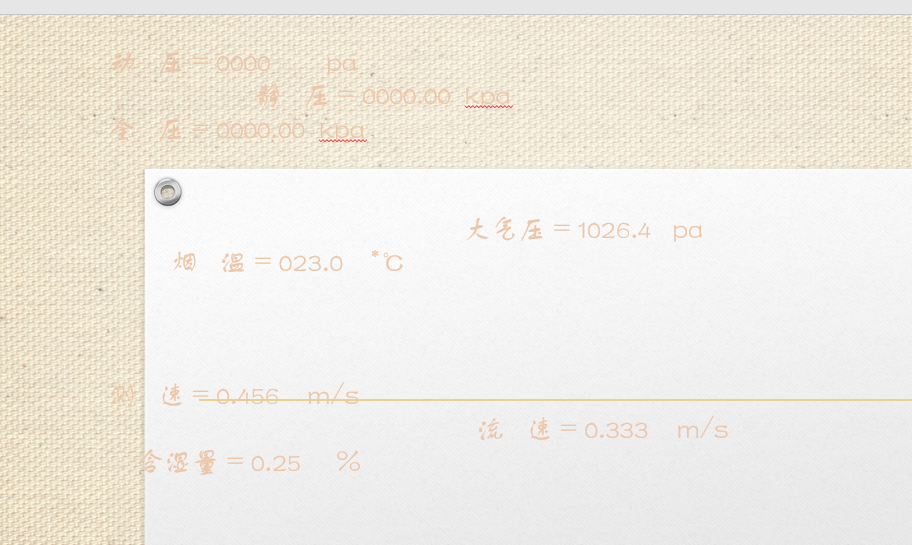 动 压＝0000 pa
静 压＝0000.00 kpa
全 压＝0000.00 kpa
大气压＝1026.4 pa
烟 温＝023.0 *℃
测 速＝0.456 m/s
流 速＝0.333 m/s
含湿量＝0.25 %